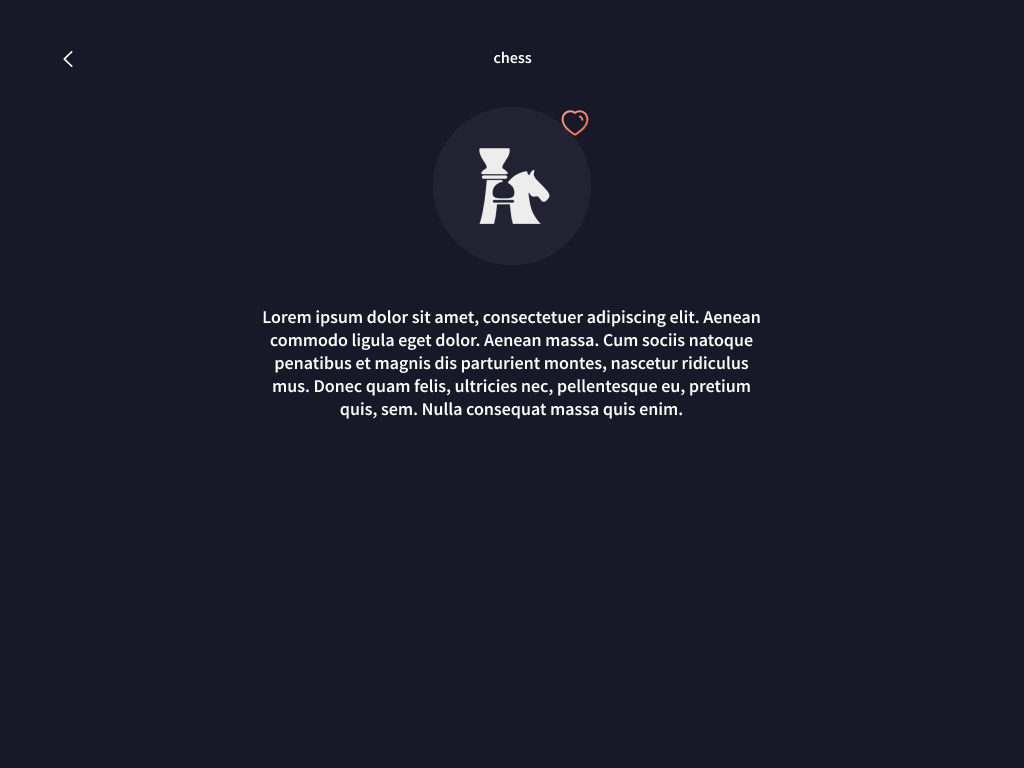 chess
Lorem ipsum dolor sit amet, consectetuer adipiscing elit. Aenean
commodo ligula eget dolor. Aenean massa. Cum sociis natoque
penatibus et magnis dis parturient montes, nascetur ridiculus
mus. Donec quam felis, ultricies nec, pellentesque eu, pretium
quis, sem. Nulla consequat massa quis enim.